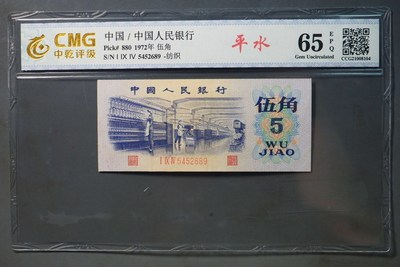 CMG
中乾评级
中国 / 中国人民银行
Pick# 880 1972年 伍角
S/N I IX IV 5452689 -纺织
平水
65
EPQ
Gem Uncirculated
CCG21008164
中国人民银行
伍角
5
WU
JIAO
I IX IV 5452689